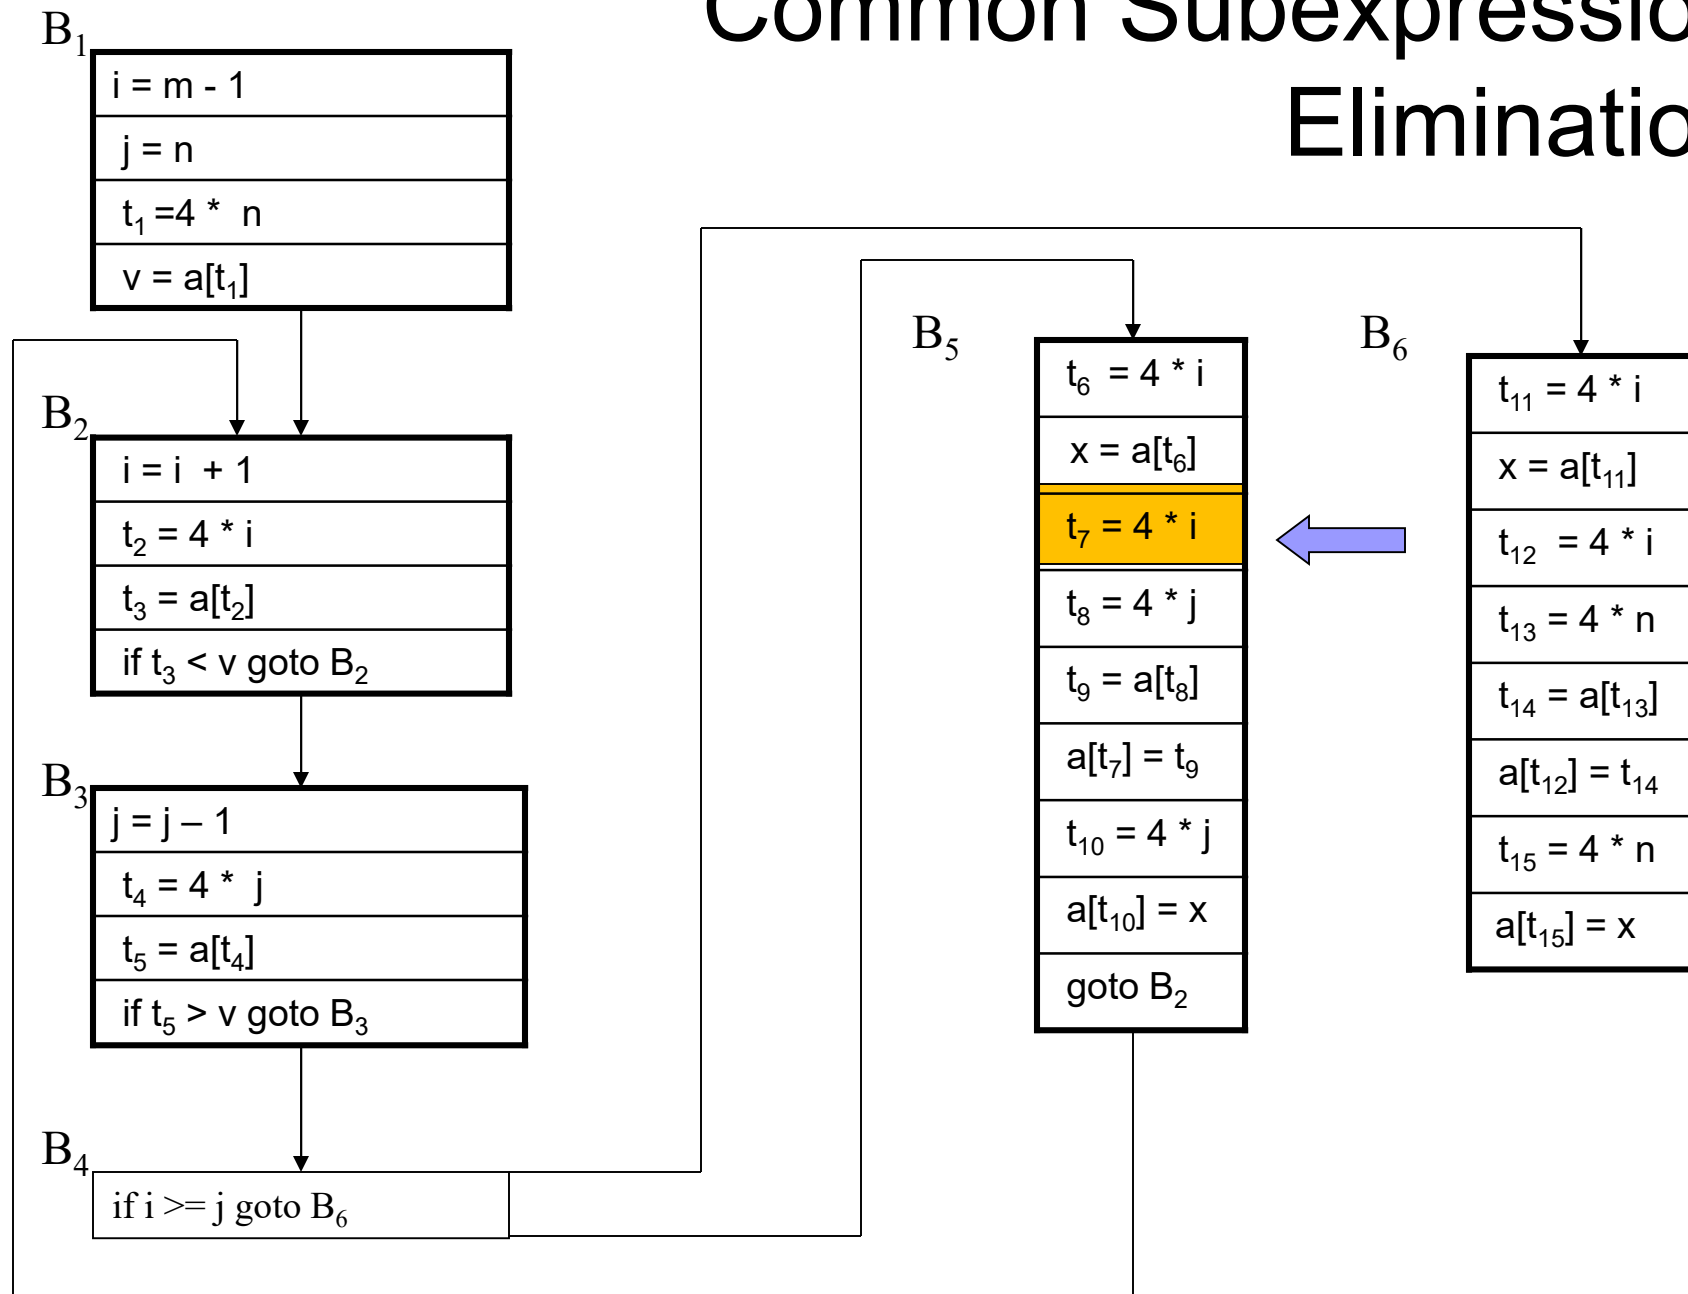 Common Subexpressio
Eliminatio
B₁
i = m - 1
j = n
t₁ =4 * n
v = a[t₁]
B₂
i = i + 1
t₂ = 4 * i
t₃ = a[t₂]
if t₃ < v goto B₂
B₃
j = j – 1
t₄ = 4 * j
t₅ = a[t₄]
if t₅ > v goto B₃
B₄
if i >= j goto B₆
B₅
t₆ = 4 * i
x = a[t₆]
t₇ = 4 * i
t₈ = 4 * j
t₉ = a[t₈]
a[t₇] = t₉
t₁₀ = 4 * j
a[t₁₀] = x
goto B₂
B₆
t₁₁ = 4 * i
x = a[t₁₁]
t₁₂ = 4 * i
t₁₃ = 4 * n
t₁₄ = a[t₁₃]
a[t₁₂] = t₁₄
t₁₅ = 4 * n
a[t₁₅] = x